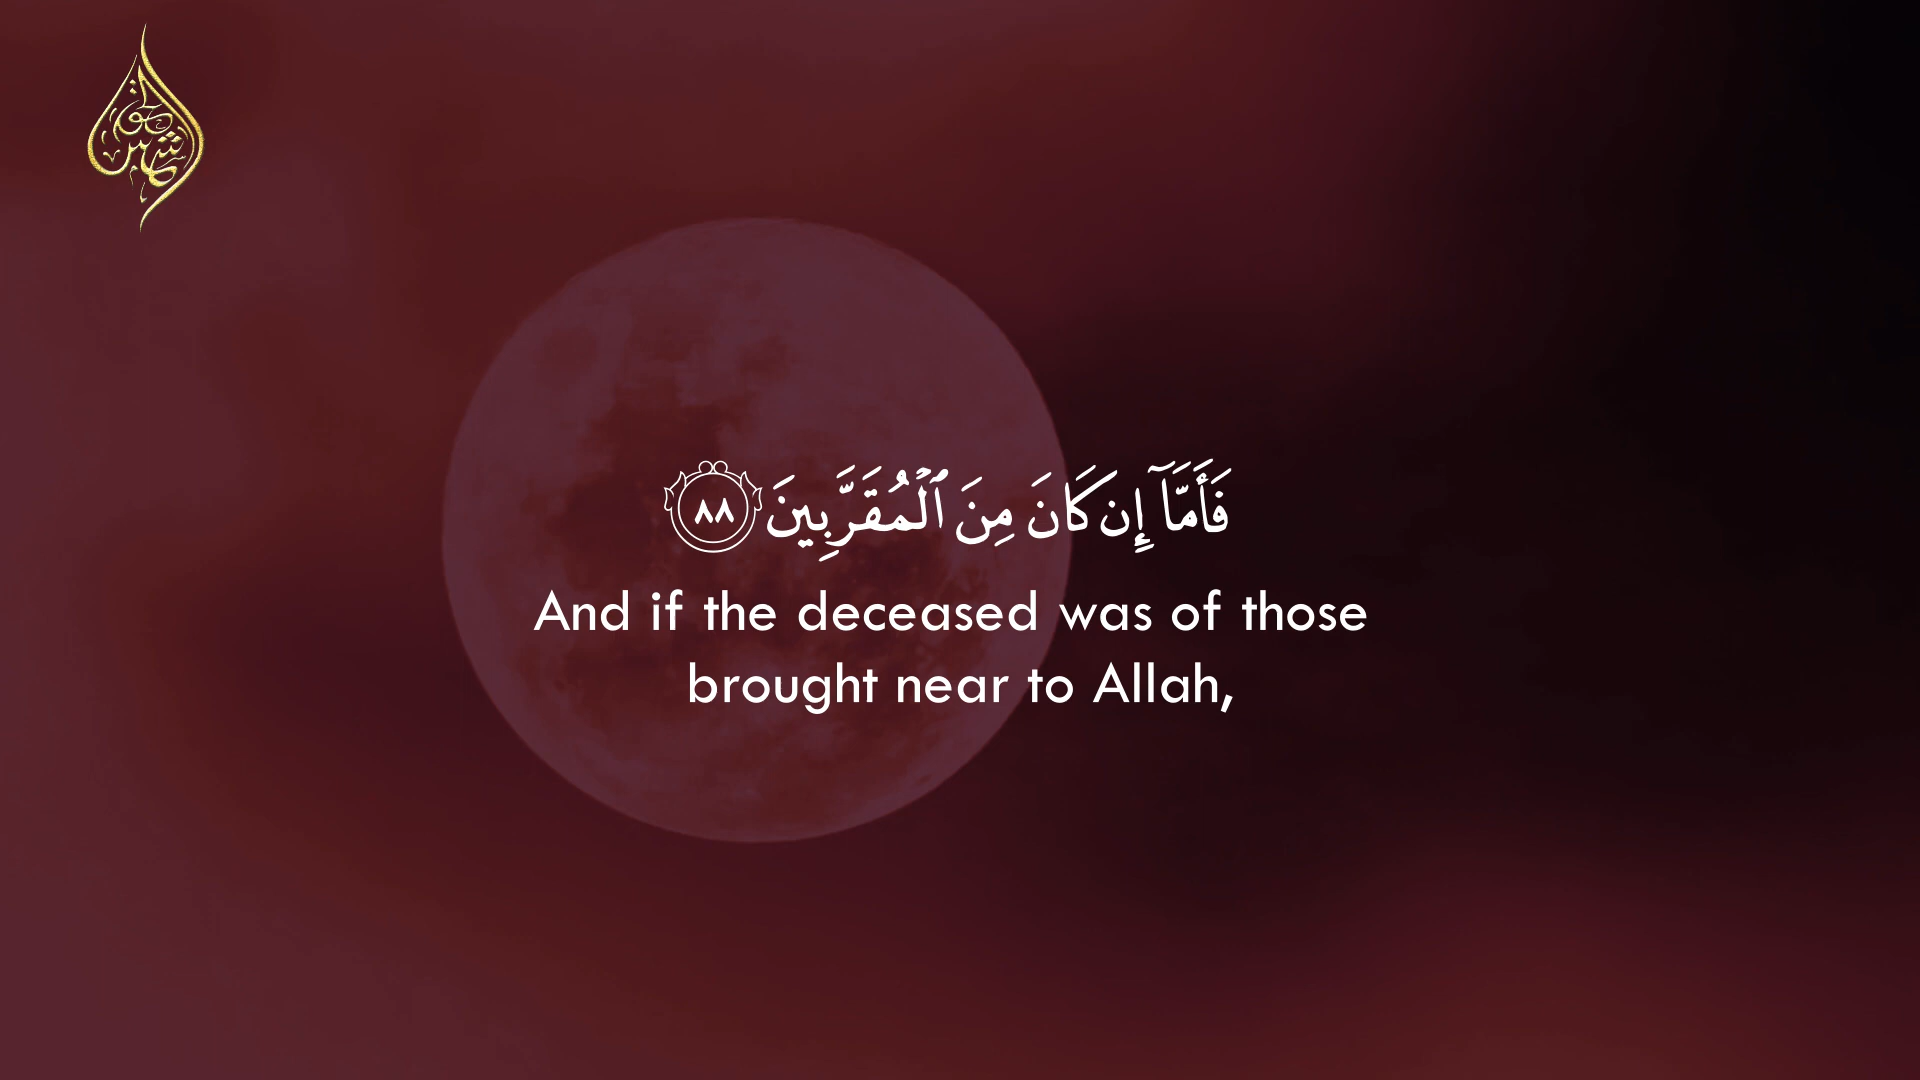 فَأَمَّآ إِن كَانَ مِنَ ٱلْمُقَرَّبِينَ ٨٨
And if the deceased was of those
brought near to Allah,